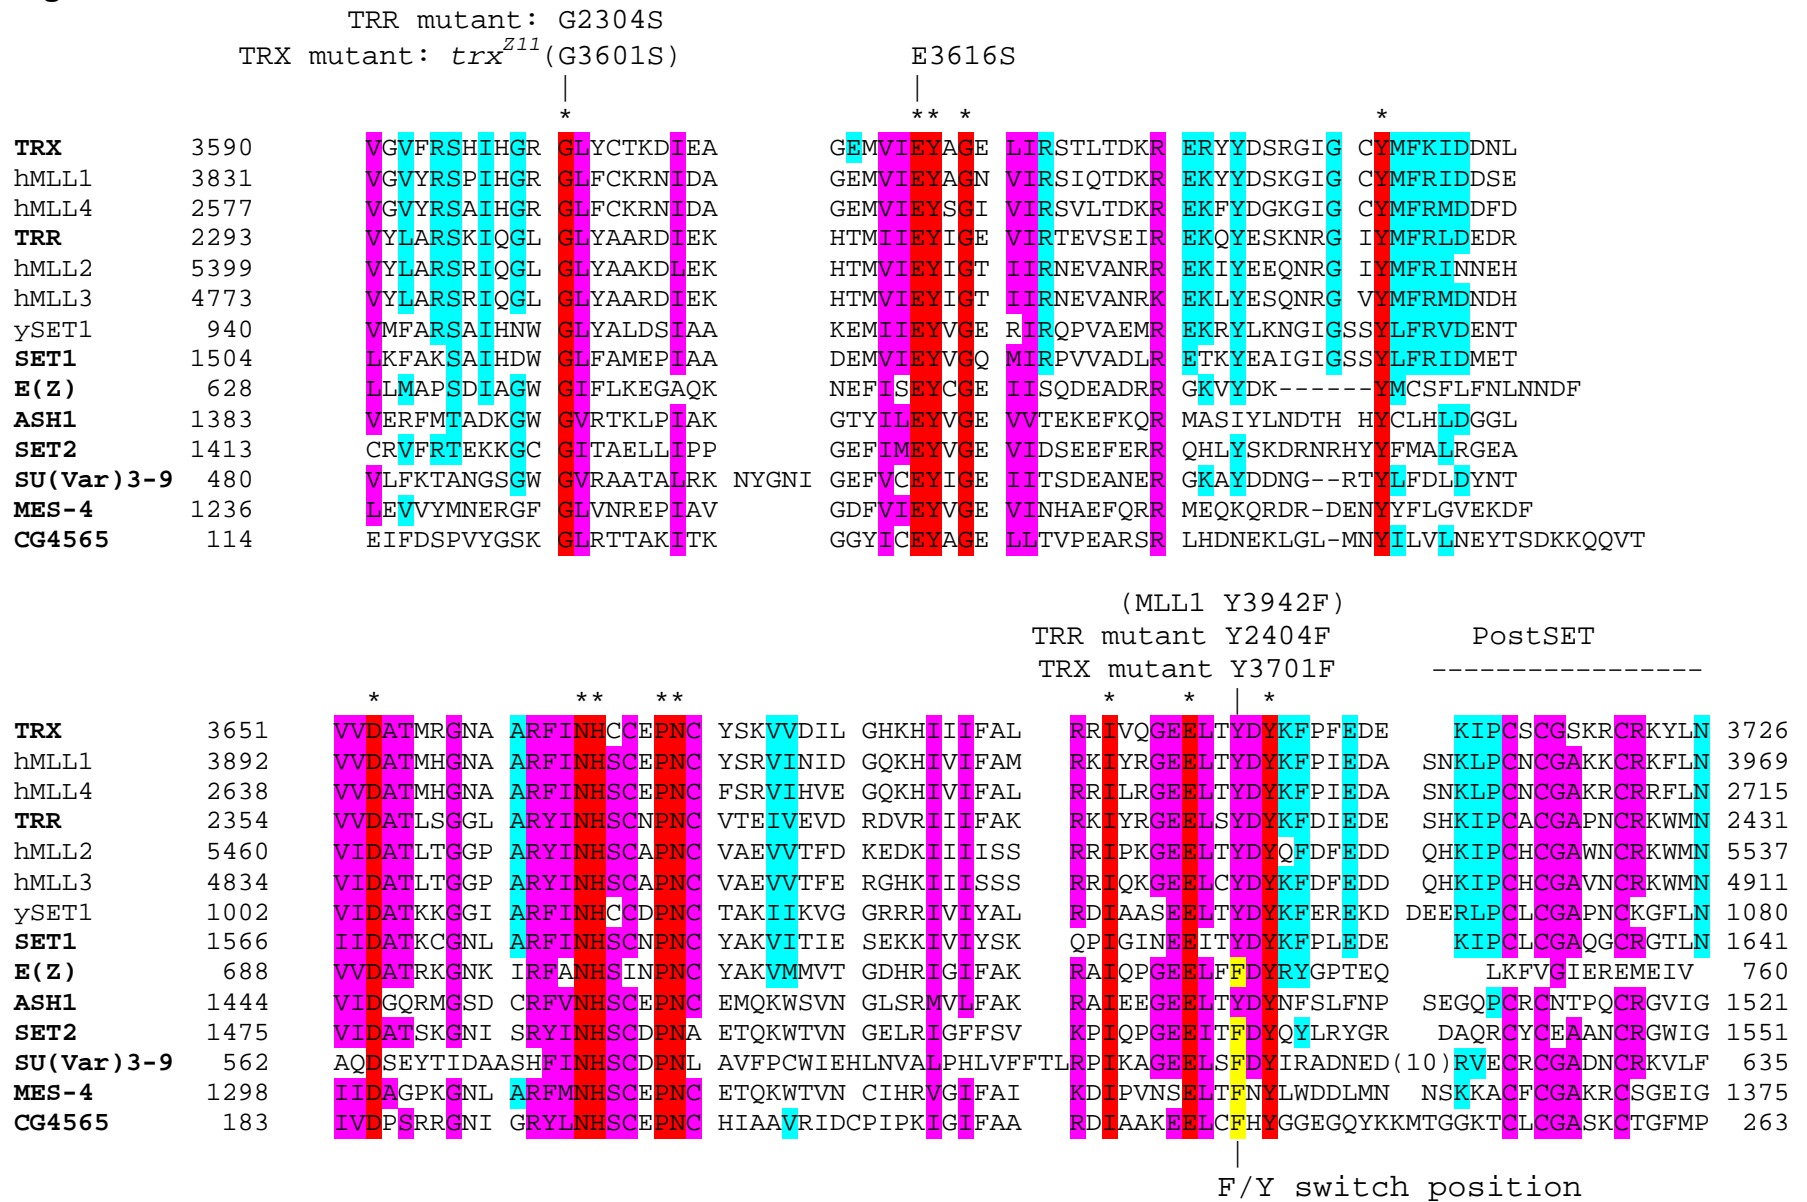 TRR mutant: G2304S
TRX mutant: trxZ11(G3601S) E3616S
| |
* ** * *
TRX 3590 VGVFRSHIHGR GLYCTKDIEA GEMVIEYAGE LIRSTLTDKR ERYYDSRGIG CYMFKIDDNL
hMLL1 3831 VGVYRSPIHGR GLFCKRNIDA GEMVIEYAGN VIRSIQTDKR EKYYDSKGIG CYMFRIDDSE
hMLL4 2577 VGVYRSAIHGR GLFCKRNIDA GEMVIEYSGI VIRSVLTDKR EKFYDGKGIG CYMFRMDDFD
TRR 2293 VYLARSKIQGL GLYAARDIEK HTMIIEYIGE VIRTEVSEIR EKQYESKNRG IYMFRLDEDR
hMLL2 5399 VYLARSRIQGL GLYAAKDLEK HTMVIEYIGT IIRNEVANRR EKIYEEQNRG IYMFRINNEH
hMLL3 4773 VYLARSRIQGL GLYAARDIEK HTMVIEYIGT IIRNEVANRK EKLYESQNRG VYMFRMDNDH
ySET1 940 VMFARSAIHNW GLYALDSIAA KEMIIEYVGE RIRQPVAEMR EKRYLKNGIGSSYLFRVDENT
SET1 1504 LKFAKSAIHDW GLFAMEPIAA DEMVIEYVGQ MIRPVVADLR ETKYEAIGIGSSYLFRIDMET
E(Z) 628 LLMAPSDIAGW GIFLKEGAQK NEFISEYCGE IISQDEADRR GKVYDK------YMCSFLFNLNNDF
ASH1 1383 VERFMTADKGW GVRTKLPIAK GTYILEYVGE VVTEKEFKQR MASIYLNDTH HYCLHLDGGL
SET2 1413 CRVFRTEKKGC GITAELLIPP GEFIMEYVGE VIDSEEFERR QHLYSKDRNRHYYFMALRGEA
SU(Var)3-9 480 VLFKTANGSGW GVRAATALRK NYGNI GEFVCEYIGE IITSDEANER GKAYDDNG--RTYLFDLDYNT
MES-4 1236 LEVVYMNERGF GLVNREPIAV GDFVIEYVGE VINHAEFQRR MEQKQRDR-DENYYFLGVEKDF
CG4565 114 EIFDSPVYGSK GLRTTAKITK GGYICEYAGE LLTVPEARSR LHDNEKLGL-MNYILVLNEYTSDKKQQVT
(MLL1 Y3942F)
TRR mutant Y2404F PostSET
TRX mutant Y3701F -----------------
* ** ** * * | *
TRX 3651 VVDATMRGNA ARFINHCCEPNC YSKVVDIL GHKHIIIFAL RRIVQGEELTYDYKFPFEDE KIPCSCGSKRCRKYLN 3726
hMLL1 3892 VVDATMHGNA ARFINHSCEPNC YSRVINID GQKHIVIFAM RKIYRGEELTYDYKFPIEDA SNKLPCNCGAKKCRKFLN 3969
hMLL4 2638 VVDATMHGNA ARFINHSCEPNC FSRVIHVE GQKHIVIFAL RRILRGEELTYDYKFPIEDA SNKLPCNCGAKRCRRFLN 2715
TRR 2354 VVDATLSGGL ARYINHSCNPNC VTEIVEVD RDVRIIIFAK RKIYRGEELSYDYKFDIEDE SHKIPCACGAPNCRKWMN 2431
hMLL2 5460 VIDATLTGGP ARYINHSCAPNC VAEVVTFD KEDKIIIISS RRIPKGEELTYDYQFDFEDD QHKIPCHCGAWNCRKWMN 5537
hMLL3 4834 VIDATLTGGP ARYINHSCAPNC VAEVVTFE RGHKIIISSS RRIQKGEELCYDYKFDFEDD QHKIPCHCGAVNCRKWMN 4911
ySET1 1002 VIDATKKGGI ARFINHCCDPNC TAKIIKVG GRRRIVIYAL RDIAASEELTYDYKFEREKD DEERLPCLCGAPNCKGFLN 1080
SET1 1566 IIDATKCGNL ARFINHSCNPNC YAKVITIE SEKKIVIYSK QPIGINEEITYDYKFPLEDE KIPCLCGAQGCRGTLN 1641
E(Z) 688 VVDATRKGNK IRFANHSINPNC YAKVMMVT GDHRIGIFAK RAIQPGEELFFDYRYGPTEQ LKFVGIEREMEIV 760
ASH1 1444 VIDGQRMGSD CRFVNHSCEPNC EMQKWSVN GLSRMVLFAK RAIEEGEELTYDYNFSLFNP SEGQPCRCNTPQCRGVIG 1521
SET2 1475 VIDATSKGNI SRYINHSCDPNA ETQKWTVN GELRIGFFSV KPIQPGEEITFDYQYLRYGR DAQRCYCEAANCRGWIG 1551
SU(Var)3-9 562 AQDSEYTIDAASHFINHSCDPNL AVFPCWIEHLNVALPHLVFFTLRPIKAGEELSFDYIRADNED(10)RVECRCGADNCRKVLF 635
MES-4 1298 IIDAGPKGNL ARFMNHSCEPNC ETQKWTVN CIHRVGIFAI KDIPVNSELTFNYLWDDLMN NSKKACFCGAKRCSGEIG 1375
CG4565 183 IVDPSRRGNI GRYLNHSCEPNC HIAAVRIDCPIPKIGIFAA RDIAAKEELCFHYGGEGQYKKMTGGKTCLCGASKCTGFMP 263
|
F/Y switch position